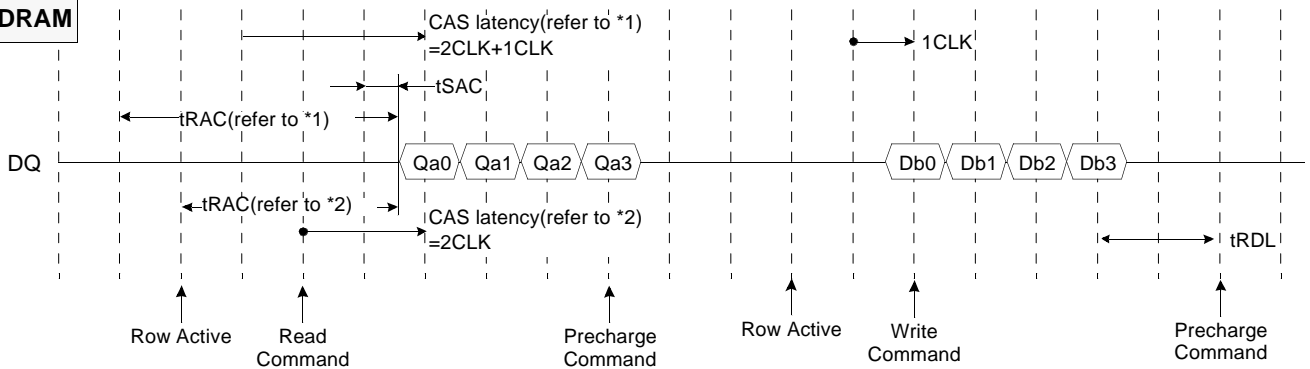 DRAM
CAS latency(refer to *1)
=2CLK+1CLK
1CLK
tSAC
tRAC(refer to *1)
DQ
Qa0 Qa1 Qa2 Qa3 Db0 Db1 Db2 Db3
tRAC(refer to *2)
CAS latency(refer to *2)
=2CLK
tRDL
Row Active
Read
Command
Precharge
Command
Row Active
Write
Command
Precharge
Command